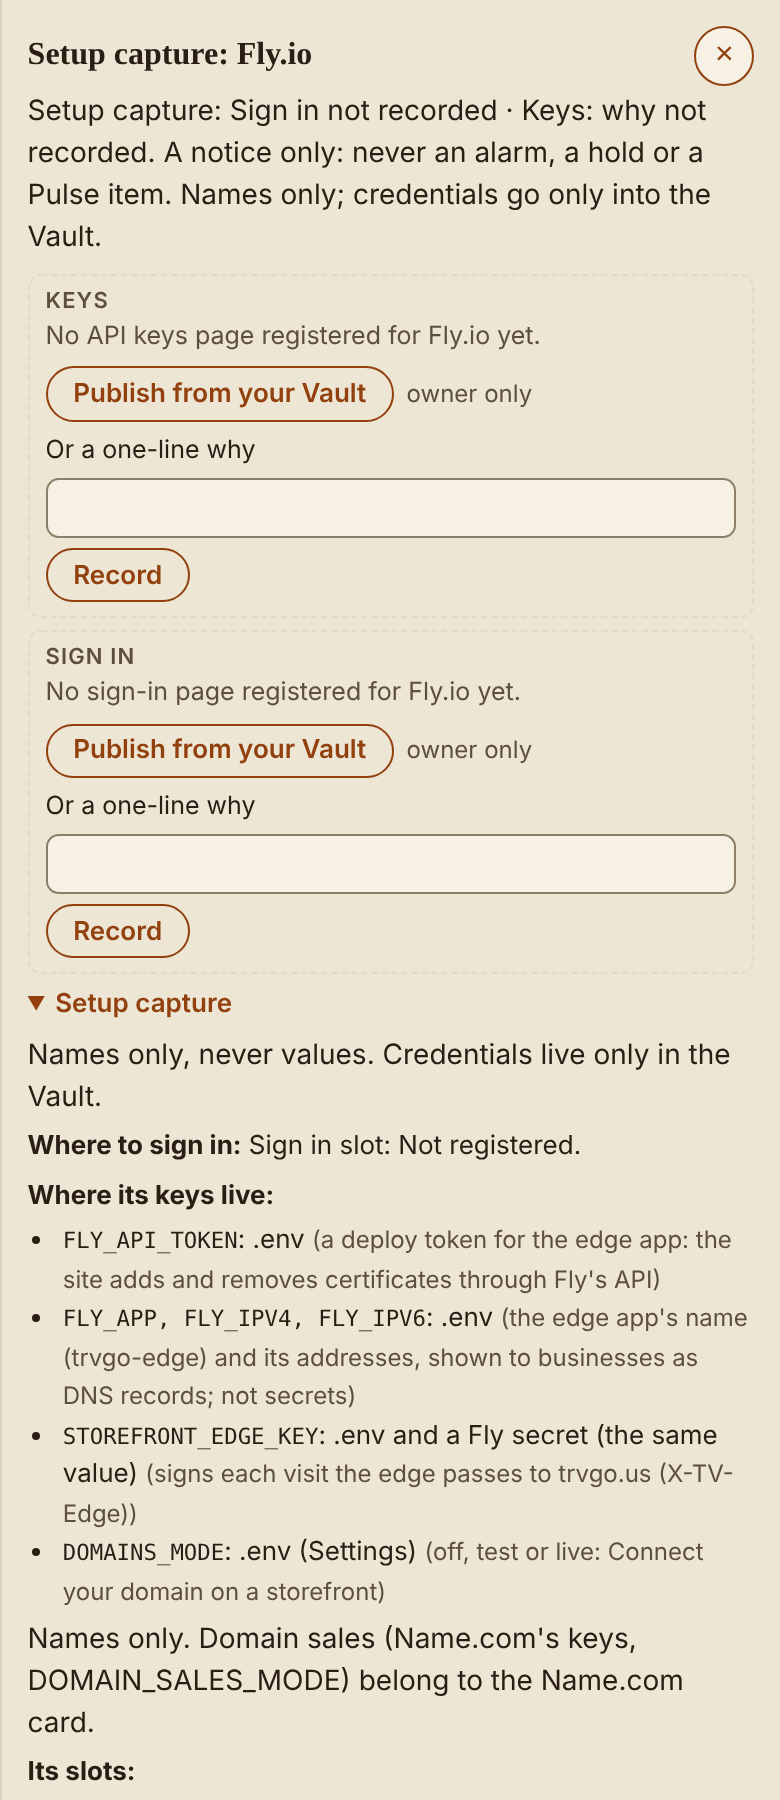 Setup capture: Fly.io
×
Setup capture: Sign in not recorded · Keys: why not
recorded. A notice only: never an alarm, a hold or a
Pulse item. Names only; credentials go only into the
Vault.
KEYS
No API keys page registered for Fly.io yet.
Publish from your Vault owner only
Or a one-line why
Record
SIGN IN
No sign-in page registered for Fly.io yet.
Publish from your Vault owner only
Or a one-line why
Record
▼ Setup capture
Names only, never values. Credentials live only in the
Vault.
Where to sign in: Sign in slot: Not registered.
Where its keys live:
• FLY_API_TOKEN: .env (a deploy token for the edge app: the
site adds and removes certificates through Fly's API)
• FLY_APP, FLY_IPV4, FLY_IPV6: .env (the edge app's name
(trvgo-edge) and its addresses, shown to businesses as
DNS records; not secrets)
• STOREFRONT_EDGE_KEY: .env and a Fly secret (the same
value) (signs each visit the edge passes to trvgo.us (X-TV-
Edge))
• DOMAINS_MODE: .env (Settings) (off, test or live: Connect
your domain on a storefront)
Names only. Domain sales (Name.com's keys,
DOMAIN_SALES_MODE) belong to the Name.com
card.
Its slots: